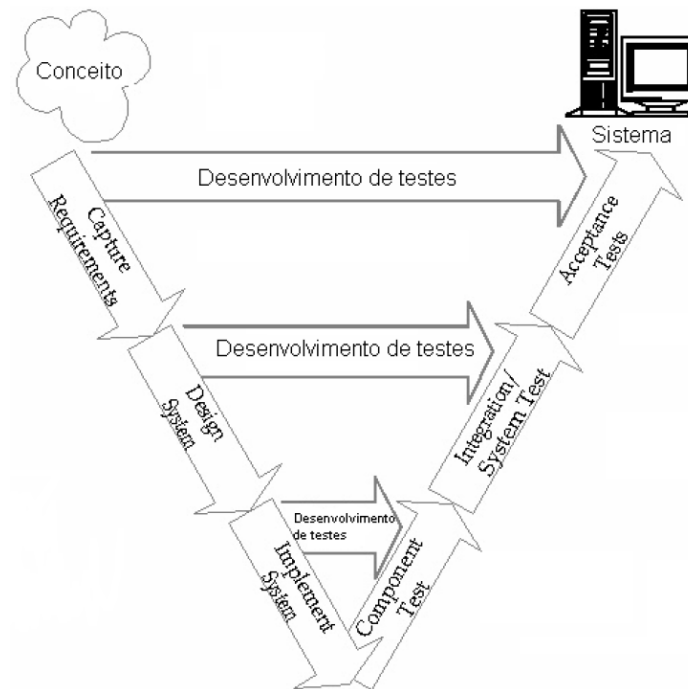 Conceito
Sistema
Desenvolvimento de testes
Capture
Requirements
Acceptance
Tests
Desenvolvimento de testes
Design
System
Integration/
System Test
Desenvolvimento
de testes
Implement
System
Component
Test